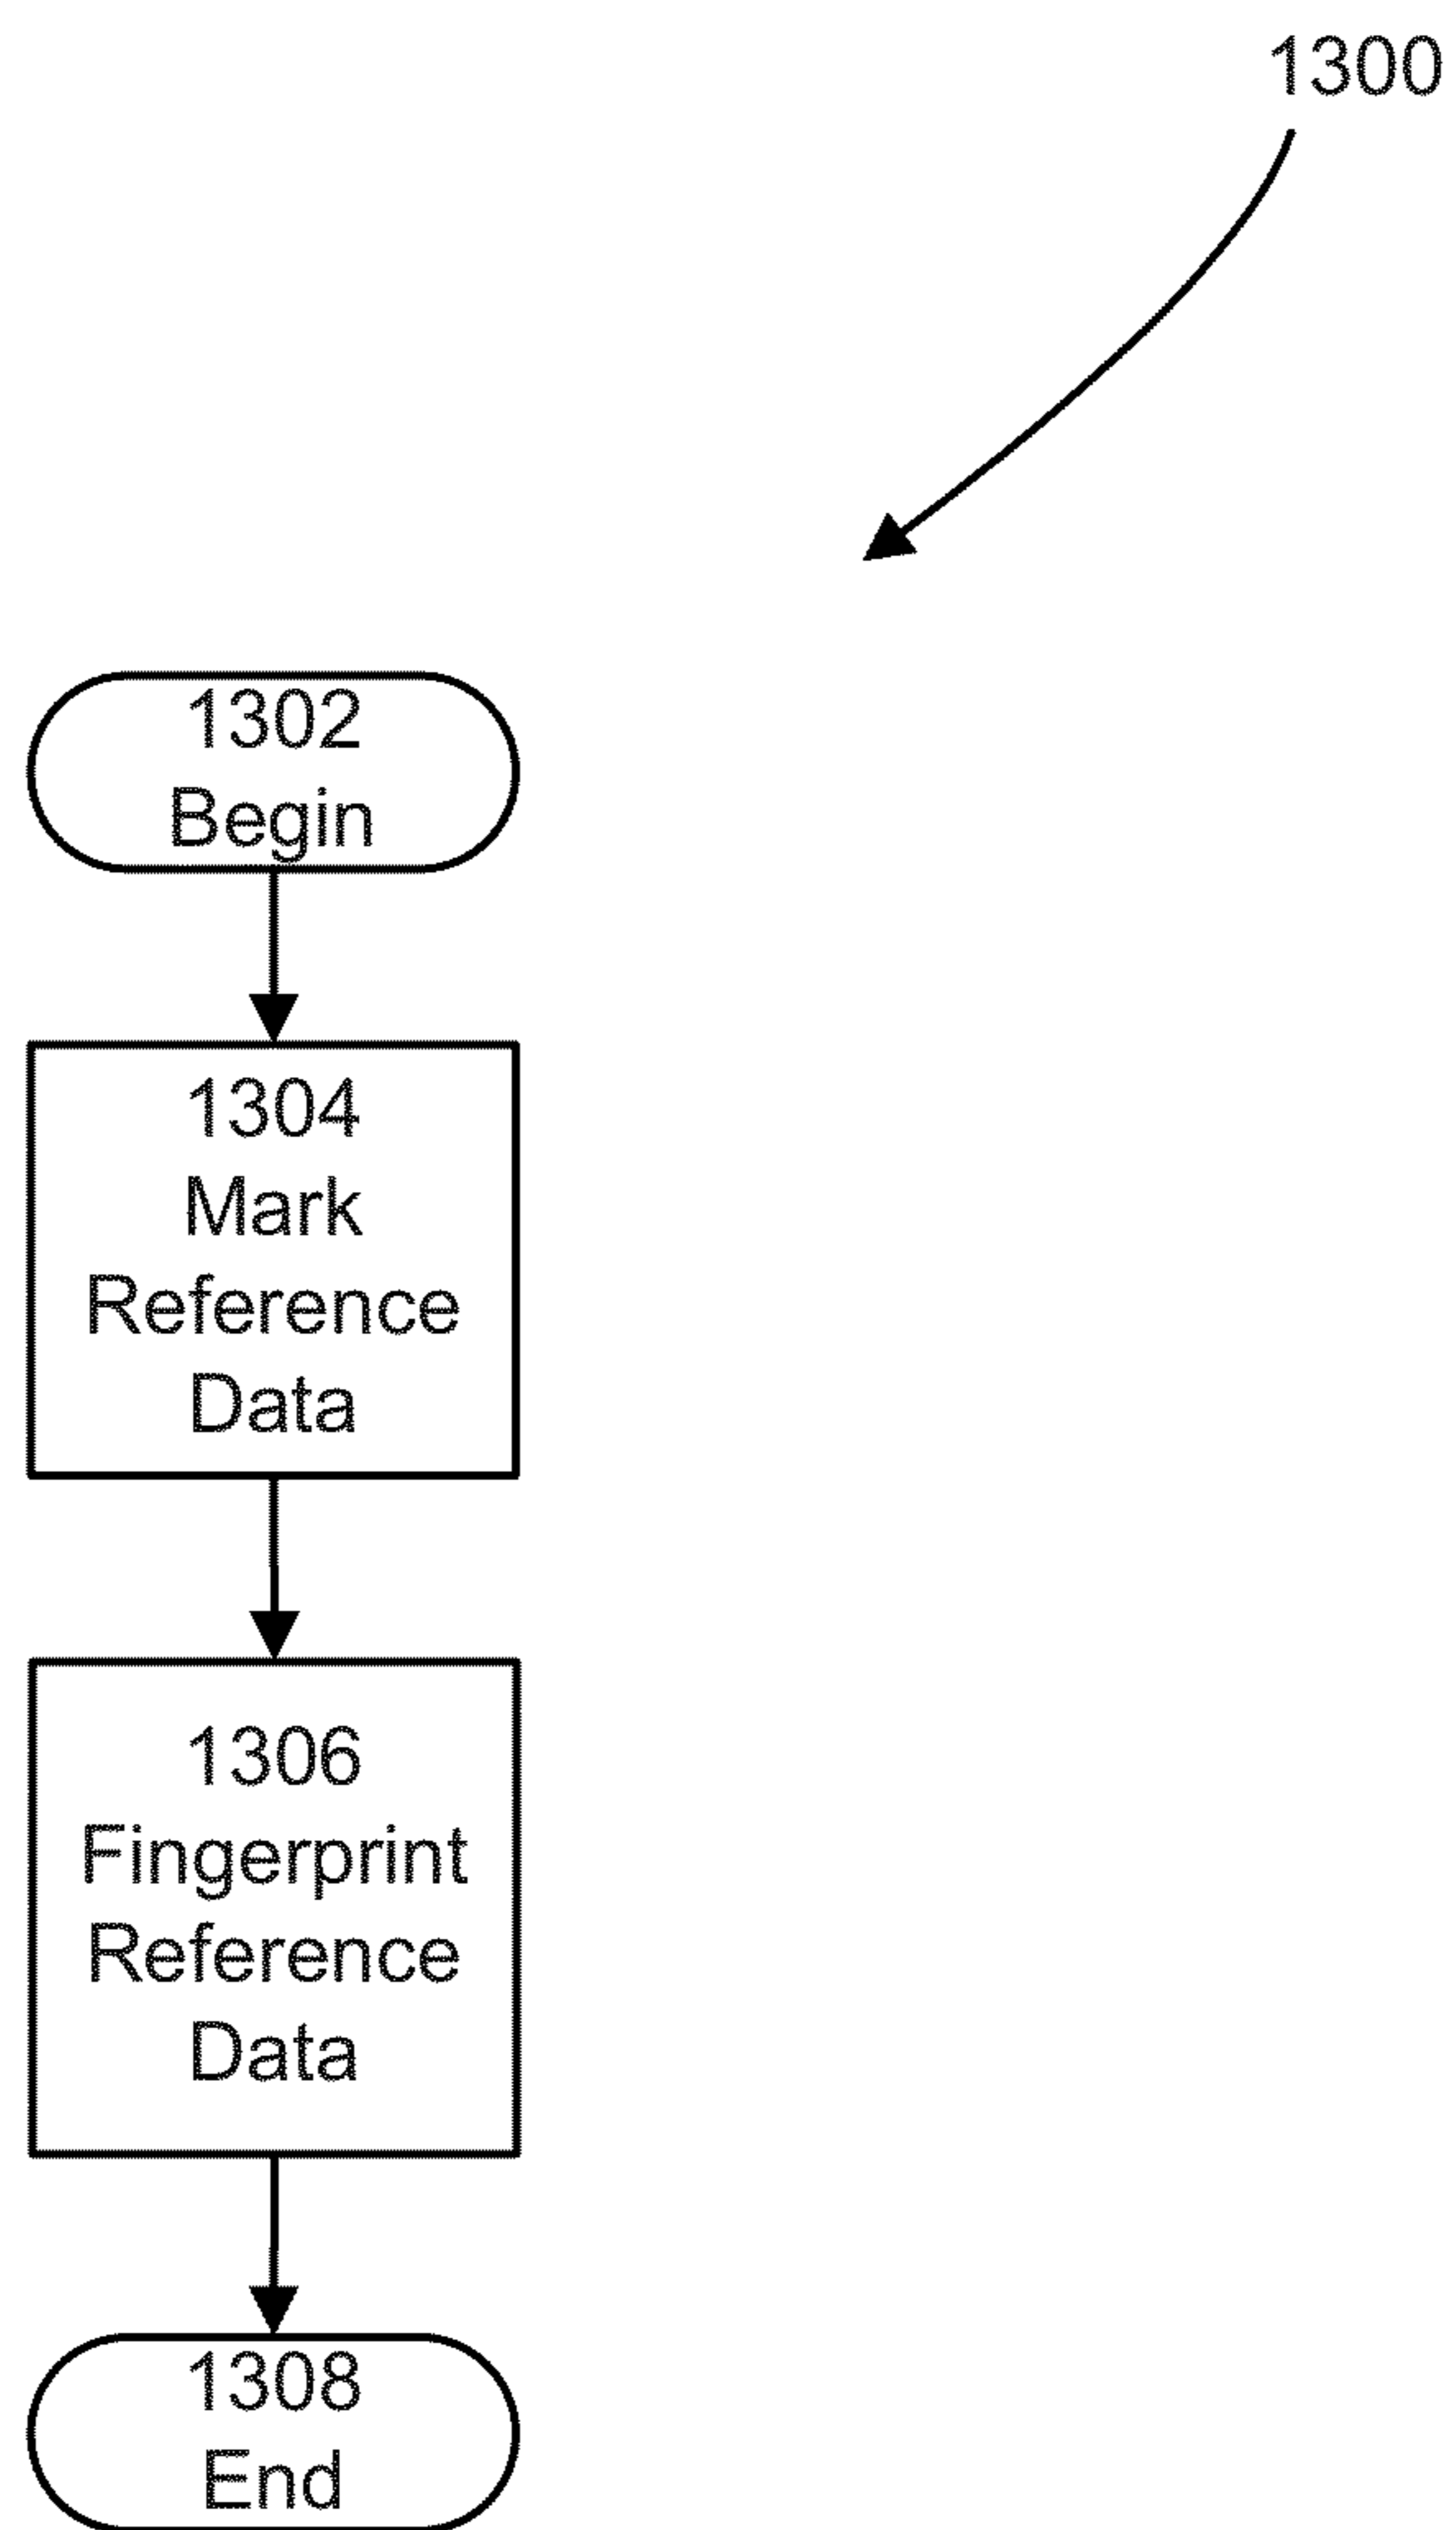 1300
1302
Begin
1304
Mark
Reference
Data
1306
Fingerprint
Reference
Data
1308
End